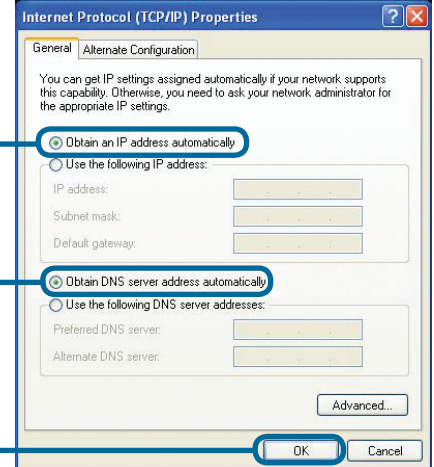 Internet Protocol (TCP/IP) Properties
General
Alternate Configuration
You can get IP settings assigned automatically if your network supports
this capability. Otherwise, you need to ask your network administrator for
the appropriate IP settings.
Obtain an IP address automatically
Use the following IP address:
IP address:
Subnet mask:
Default gateway:
Obtain DNS server address automatically
Use the following DNS server addresses:
Preferred DNS server:
Alternate DNS server:
Advanced...
OK
Cancel